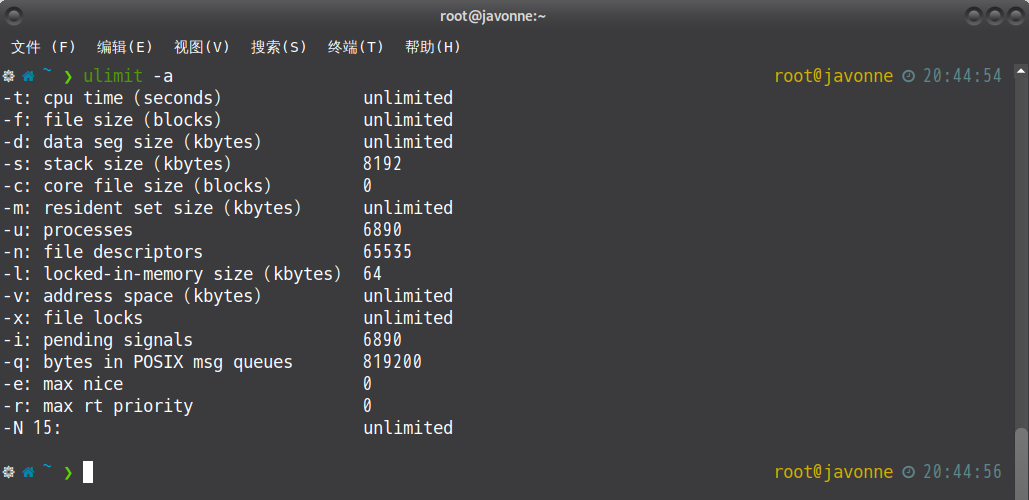 root@javonne:~
文件 (F) 编辑(E) 视图(V) 搜索(S) 终端(T) 帮助(H)
~ ❯ ulimit -a root@javonne 20:44:54
-t: cpu time (seconds) unlimited
-f: file size (blocks) unlimited
-d: data seg size (kbytes) unlimited
-s: stack size (kbytes) 8192
-c: core file size (blocks) 0
-m: resident set size (kbytes) unlimited
-u: processes 6890
-n: file descriptors 65535
-l: locked-in-memory size (kbytes) 64
-v: address space (kbytes) unlimited
-x: file locks unlimited
-i: pending signals 6890
-q: bytes in POSIX msg queues 819200
-e: max nice 0
-r: max rt priority 0
-N 15: unlimited
~ ❯ root@javonne 20:44:56